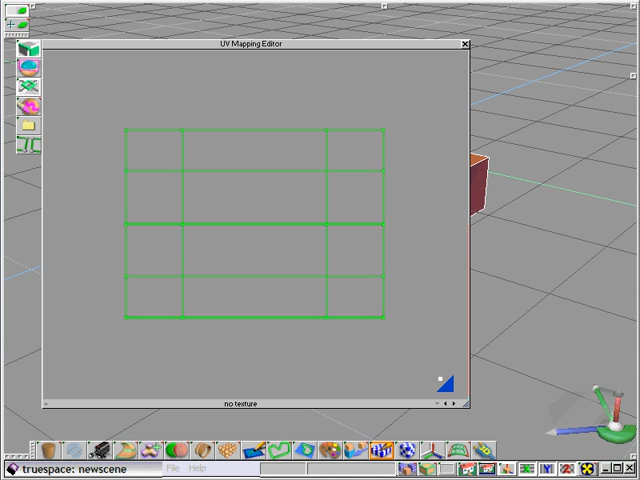 UV Mapping Editor
no texture
truespace: newscene
File Help